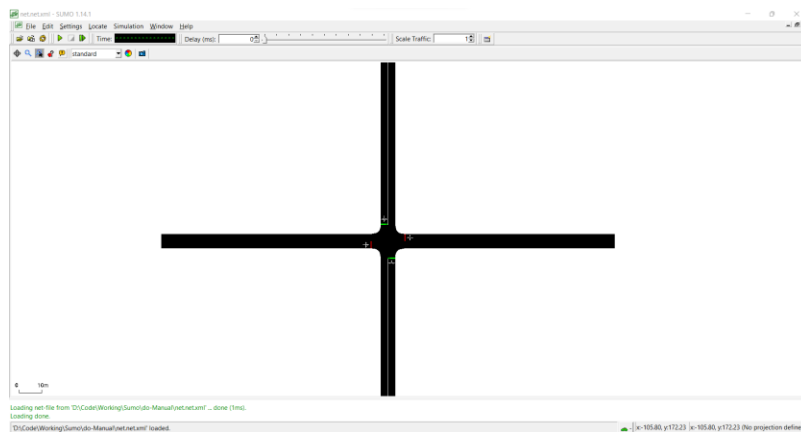 net.net.xml - SUMO 1.14.1
File Edit Settings Locate Simulation Window Help
Time: Delay (ms): 0 Scale Traffic: 1
standard
0 10m
Loading net-file from 'D:\Code\Working\Sumo\do-Manual\net.net.xml' ... done (1ms).
Loading done.
'D:\Code\Working\Sumo\do-Manual\net.net.xml' loaded.
x:-105.80, y:172.23 x:-105.80, y:172.23 (No projection define